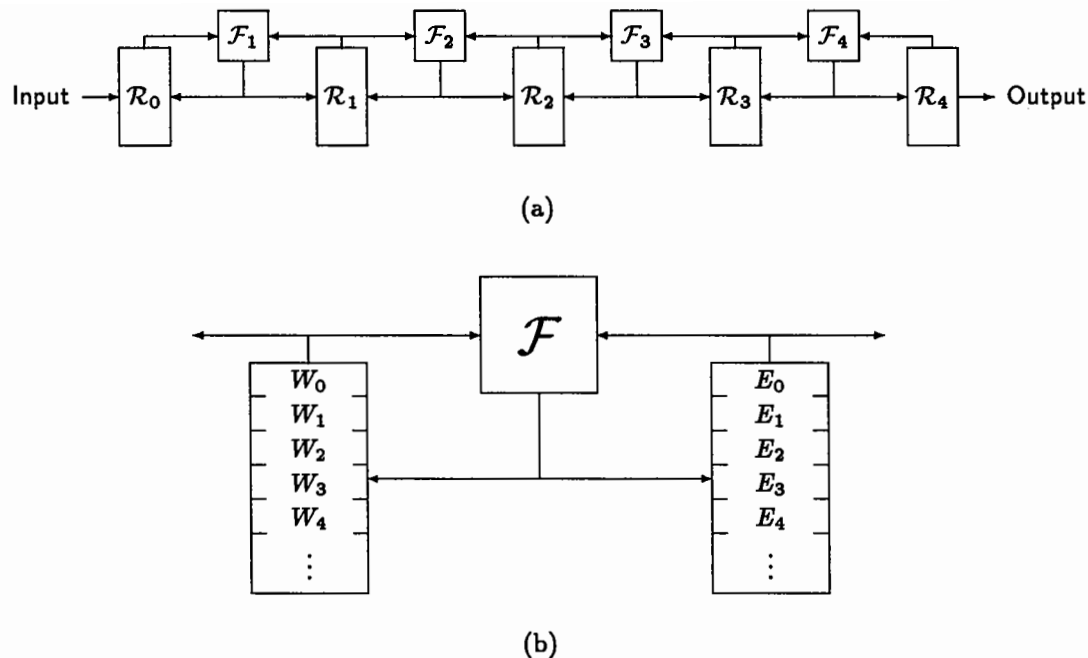 𝓕₁ 𝓕₂ 𝓕₃ 𝓕₄
Input 𝓡₀ 𝓡₁ 𝓡₂ 𝓡₃ 𝓡₄ Output
(a)
𝓕
W₀ E₀
W₁ E₁
W₂ E₂
W₃ E₃
W₄ E₄
⋮ ⋮
(b)